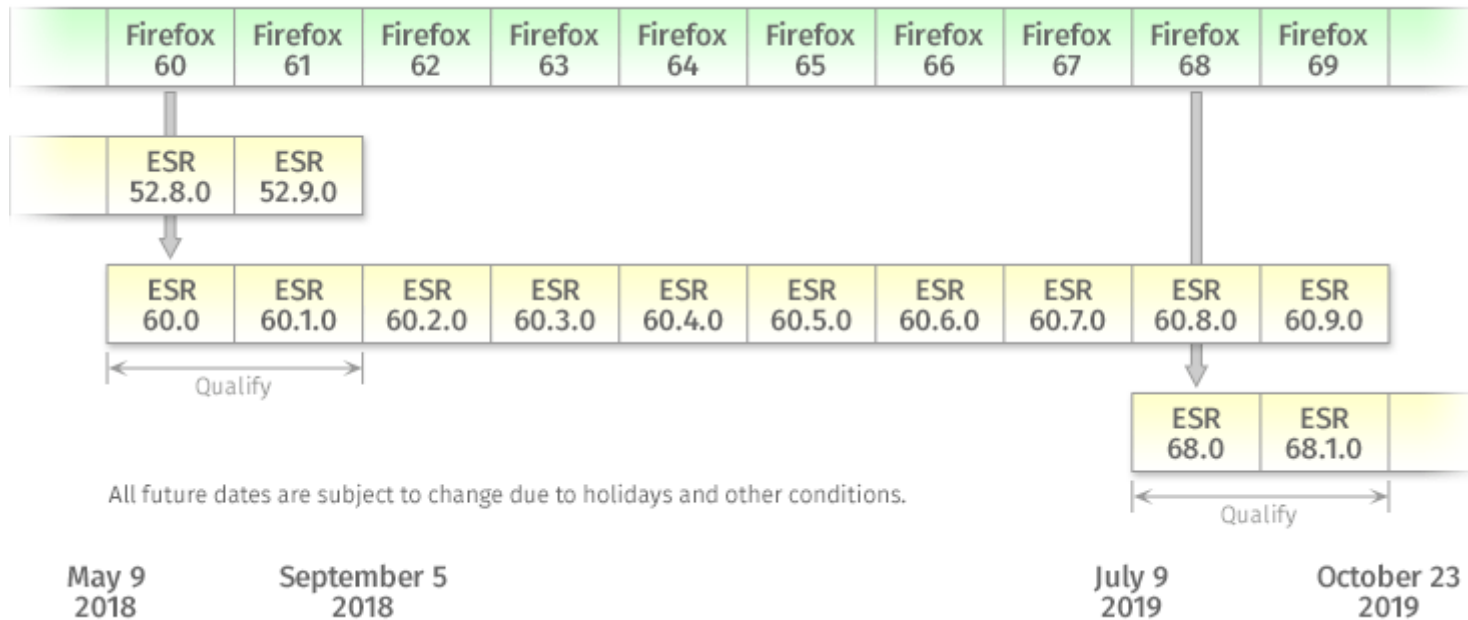 Firefox 60
Firefox 61
Firefox 62
Firefox 63
Firefox 64
Firefox 65
Firefox 66
Firefox 67
Firefox 68
Firefox 69
ESR 52.8.0
ESR 52.9.0
ESR 60.0
ESR 60.1.0
ESR 60.2.0
ESR 60.3.0
ESR 60.4.0
ESR 60.5.0
ESR 60.6.0
ESR 60.7.0
ESR 60.8.0
ESR 60.9.0
Qualify
ESR 68.0
ESR 68.1.0
All future dates are subject to change due to holidays and other conditions.
Qualify
May 9 2018
September 5 2018
July 9 2019
October 23 2019